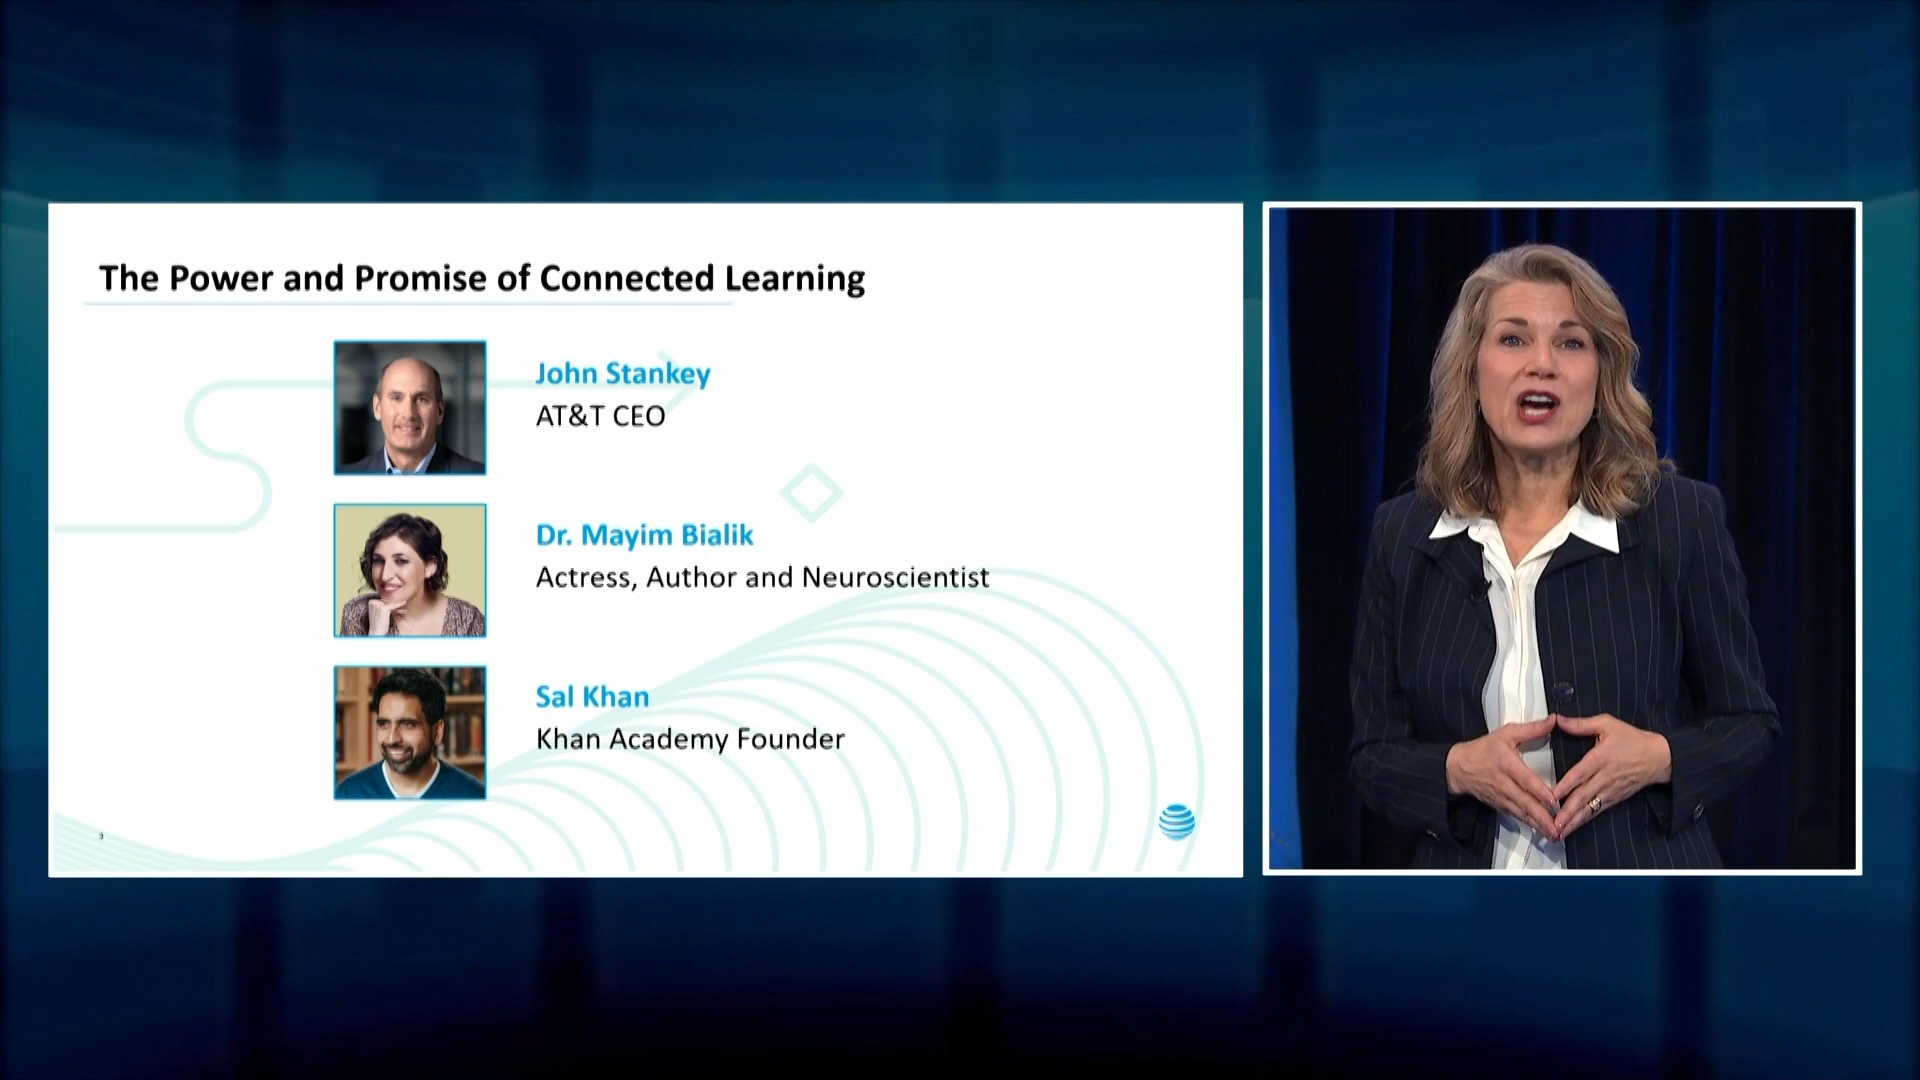 The Power and Promise of Connected Learning
John Stankey
AT&T CEO
Dr. Mayim Bialik
Actress, Author and Neuroscientist
Sal Khan
Khan Academy Founder
3